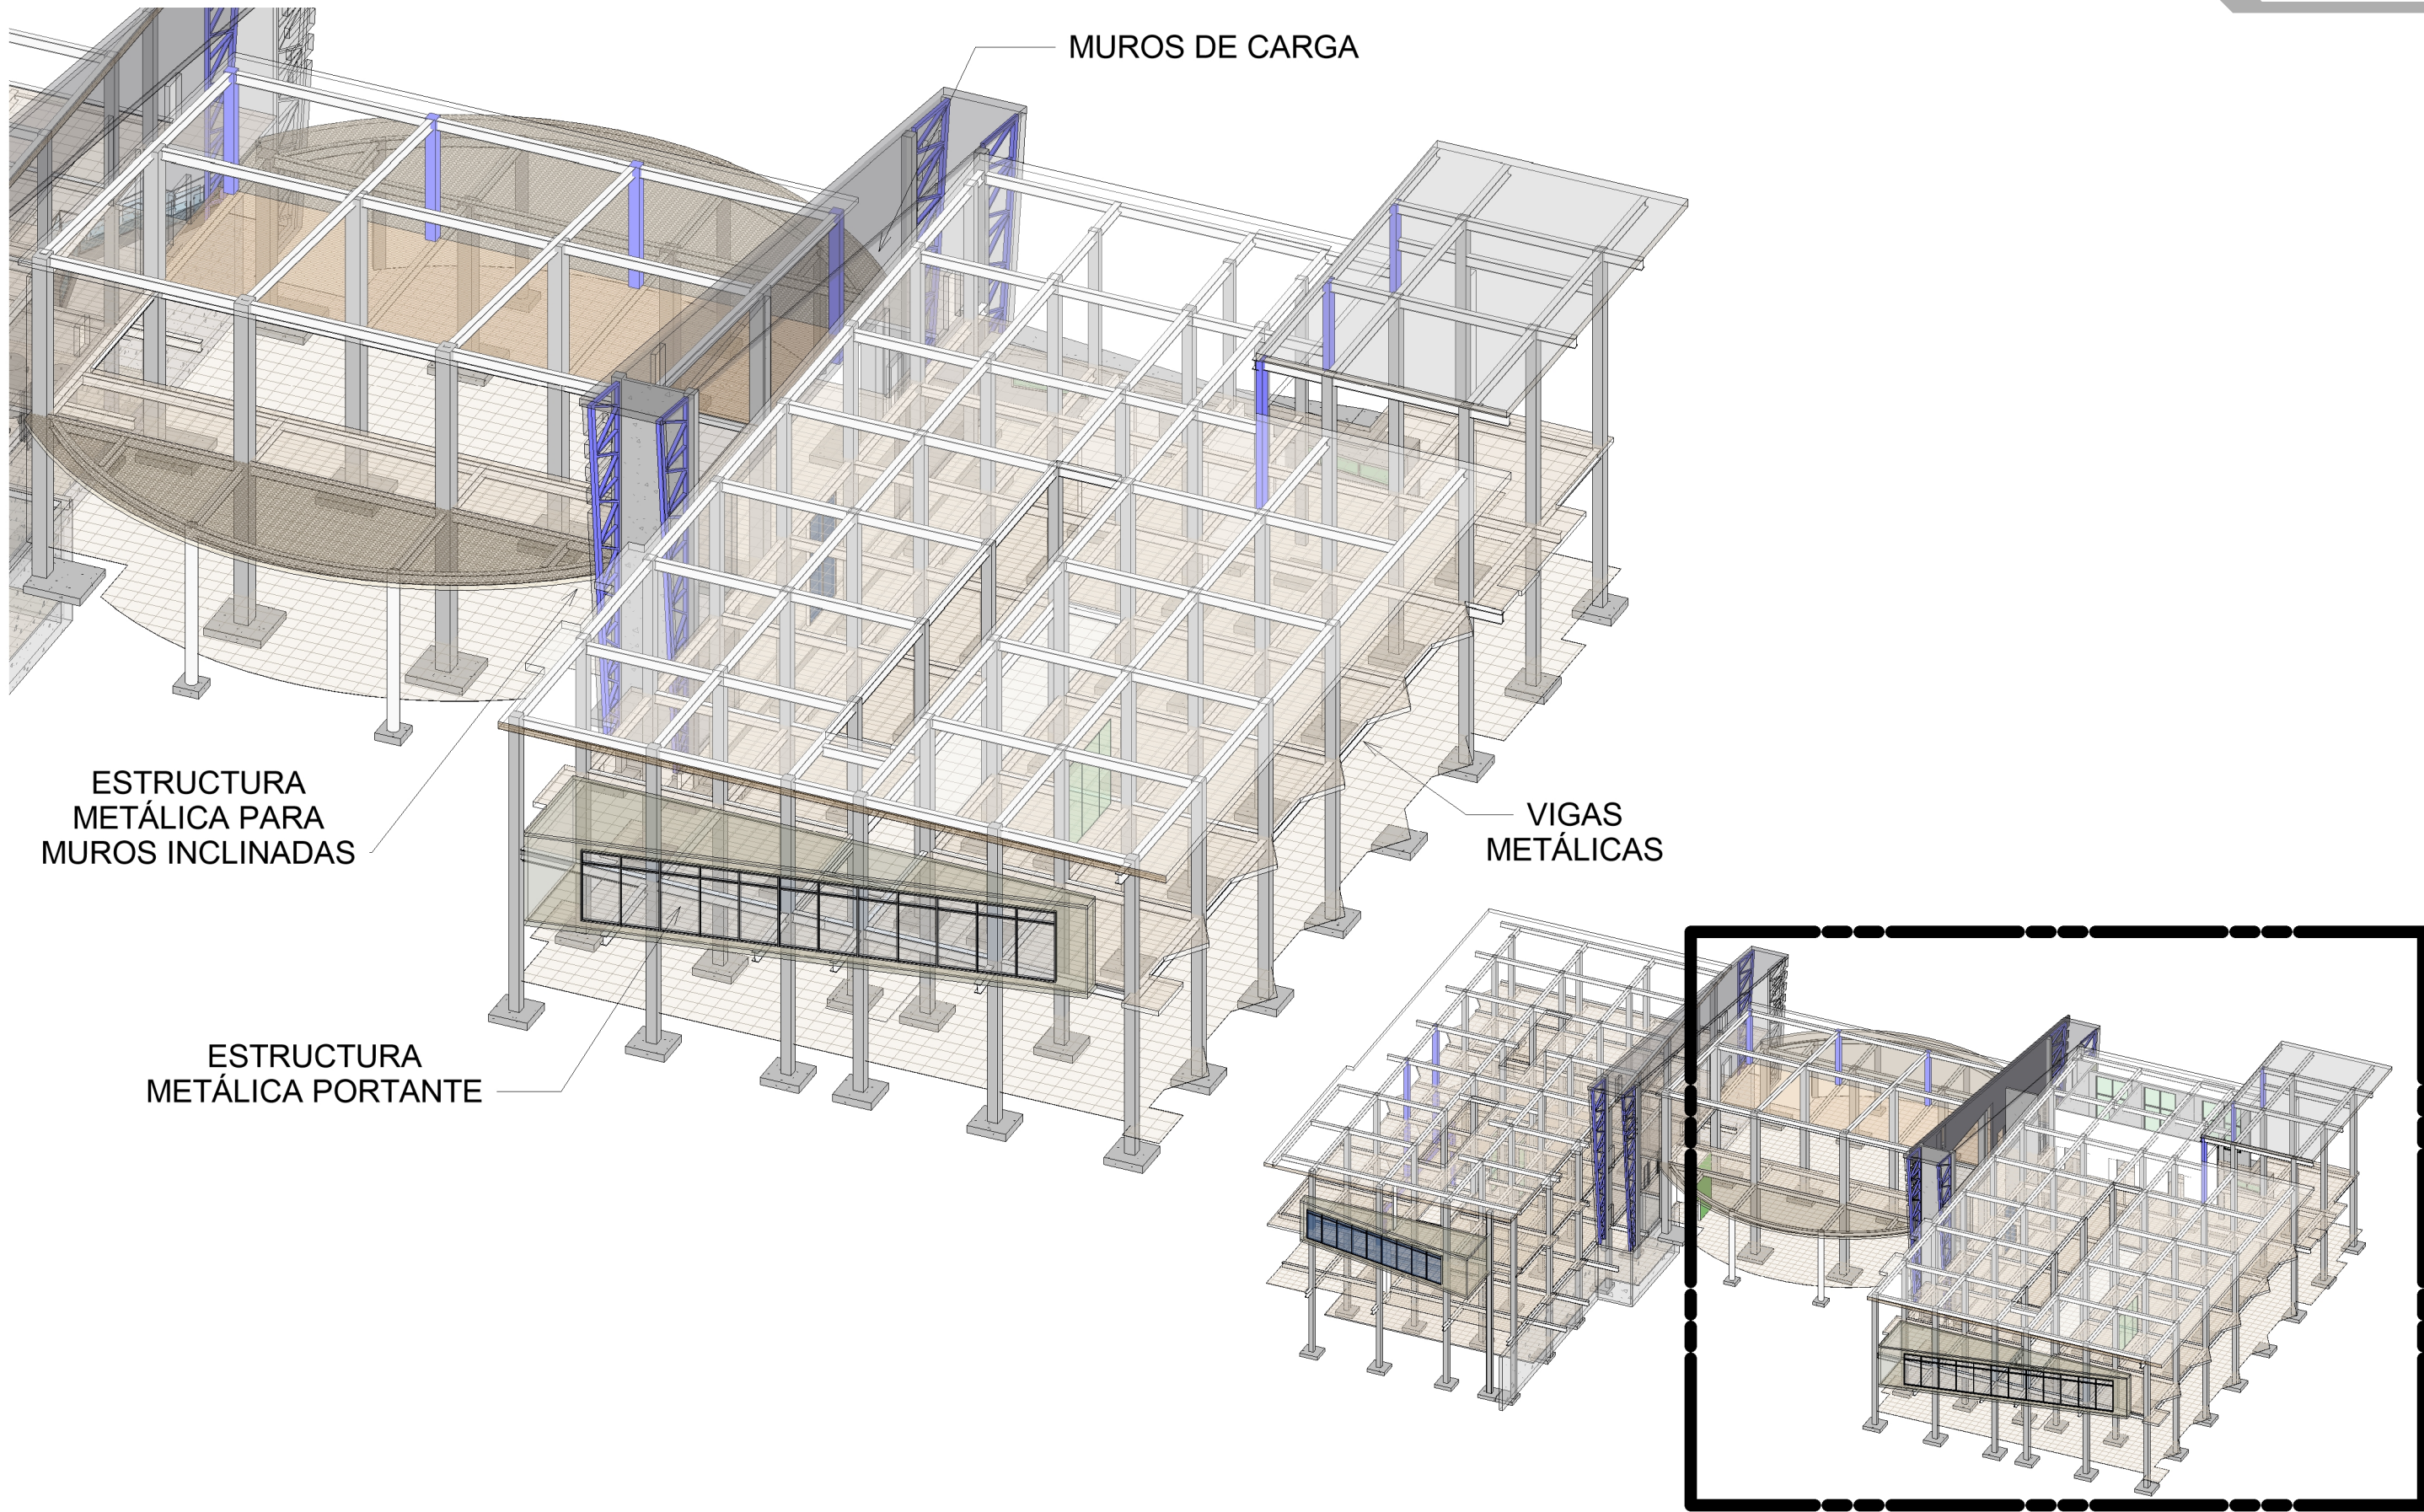 MUROS DE CARGA
ESTRUCTURA
METÁLICA PARA
MUROS INCLINADAS
VIGAS
METÁLICAS
ESTRUCTURA
METÁLICA PORTANTE